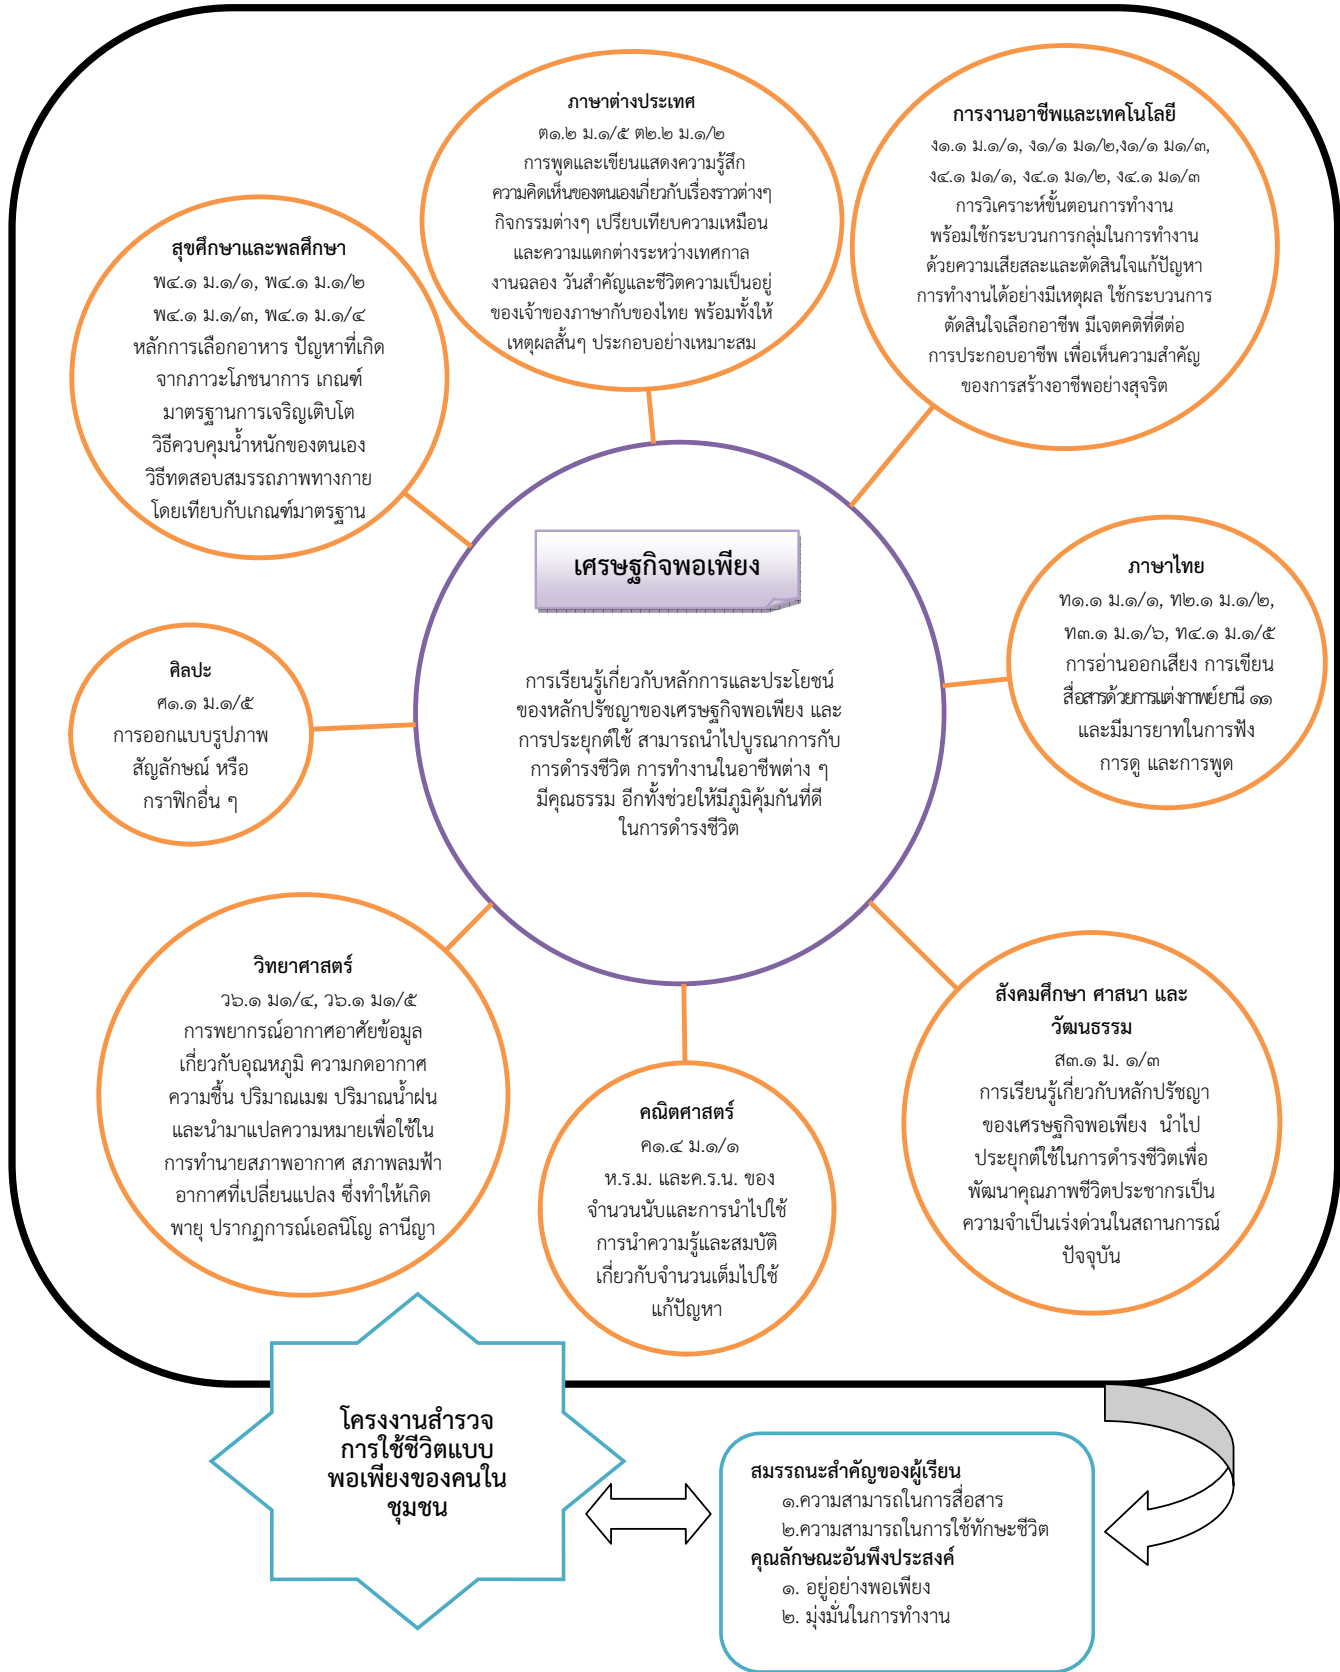 ภาษาต่างประเทศ
ต๑.๒ ม.๑/๕ ต๒.๒ ม.๑/๒
การพูดและเขียนแสดงความรู้สึก
ความคิดเห็นของตนเองเกี่ยวกับเรื่องราวต่างๆ
กิจกรรมต่างๆ เปรียบเทียบความเหมือน
และความแตกต่างระหว่างเทศกาล
งานฉลอง วันสำคัญและชีวิตความเป็นอยู่
ของเจ้าของภาษากับของไทย พร้อมทั้งให้
เหตุผลสั้นๆ ประกอบอย่างเหมาะสม
การงานอาชีพและเทคโนโลยี
ง๑.๑ ม.๑/๑, ง๑/๑ ม๑/๒,ง๑/๑ ม๑/๓,
ง๔.๑ ม๑/๑, ง๔.๑ ม๑/๒, ง๔.๑ ม๑/๓
การวิเคราะห์ขั้นตอนการทำงาน
พร้อมใช้กระบวนการกลุ่มในการทำงาน
ด้วยความเสียสละและตัดสินใจแก้ปัญหา
การทำงานได้อย่างมีเหตุผล ใช้กระบวนการ
ตัดสินใจเลือกอาชีพ มีเจตคติที่ดีต่อ
การประกอบอาชีพ เพื่อเห็นความสำคัญ
ของการสร้างอาชีพอย่างสุจริต
สุขศึกษาและพลศึกษา
พ๔.๑ ม.๑/๑, พ๔.๑ ม.๑/๒
พ๔.๑ ม.๑/๓, พ๔.๑ ม.๑/๔
หลักการเลือกอาหาร ปัญหาที่เกิด
จากภาวะโภชนาการ เกณฑ์
มาตรฐานการเจริญเติบโต
วิธีควบคุมน้ำหนักของตนเอง
วิธีทดสอบสมรรถภาพทางกาย
โดยเทียบกับเกณฑ์มาตรฐาน
เศรษฐกิจพอเพียง
การเรียนรู้เกี่ยวกับหลักการและประโยชน์
ของหลักปรัชญาของเศรษฐกิจพอเพียง และ
การประยุกต์ใช้ สามารถนำไปบูรณาการกับ
การดำรงชีวิต การทำงานในอาชีพต่าง ๆ
มีคุณธรรม อีกทั้งช่วยให้มีภูมิคุ้มกันที่ดี
ในการดำรงชีวิต
ภาษาไทย
ท๑.๑ ม.๑/๑, ท๒.๑ ม.๑/๒,
ท๓.๑ ม.๑/๖, ท๔.๑ ม.๑/๕
การอ่านออกเสียง การเขียน
สื่อสารด้วยการแต่งกาพย์ยานี ๑๑
และมีมารยาทในการฟัง
การดู และการพูด
ศิลปะ
ศ๑.๑ ม.๑/๕
การออกแบบรูปภาพ
สัญลักษณ์ หรือ
กราฟิกอื่น ๆ
วิทยาศาสตร์
ว๖.๑ ม๑/๔, ว๖.๑ ม๑/๕
การพยากรณ์อากาศอาศัยข้อมูล
เกี่ยวกับอุณหภูมิ ความกดอากาศ
ความชื้น ปริมาณเมฆ ปริมาณน้ำฝน
และนำมาแปลความหมายเพื่อใช้ใน
การทำนายสภาพอากาศ สภาพลมฟ้า
อากาศที่เปลี่ยนแปลง ซึ่งทำให้เกิด
พายุ ปรากฏการณ์เอลนิโญ ลานีญา
คณิตศาสตร์
ค๑.๔ ม.๑/๑
ห.ร.ม. และค.ร.น. ของ
จำนวนนับและการนำไปใช้
การนำความรู้และสมบัติ
เกี่ยวกับจำนวนเต็มไปใช้
แก้ปัญหา
สังคมศึกษา ศาสนา และ
วัฒนธรรม
ส๓.๑ ม. ๑/๓
การเรียนรู้เกี่ยวกับหลักปรัชญา
ของเศรษฐกิจพอเพียง นำไป
ประยุกต์ใช้ในการดำรงชีวิตเพื่อ
พัฒนาคุณภาพชีวิตประชากรเป็น
ความจำเป็นเร่งด่วนในสถานการณ์
ปัจจุบัน
โครงงานสำรวจ
การใช้ชีวิตแบบ
พอเพียงของคนใน
ชุมชน
สมรรถนะสำคัญของผู้เรียน
๑.ความสามารถในการสื่อสาร
๒.ความสามารถในการใช้ทักษะชีวิต
คุณลักษณะอันพึงประสงค์
๑. อยู่อย่างพอเพียง
๒. มุ่งมั่นในการทำงาน